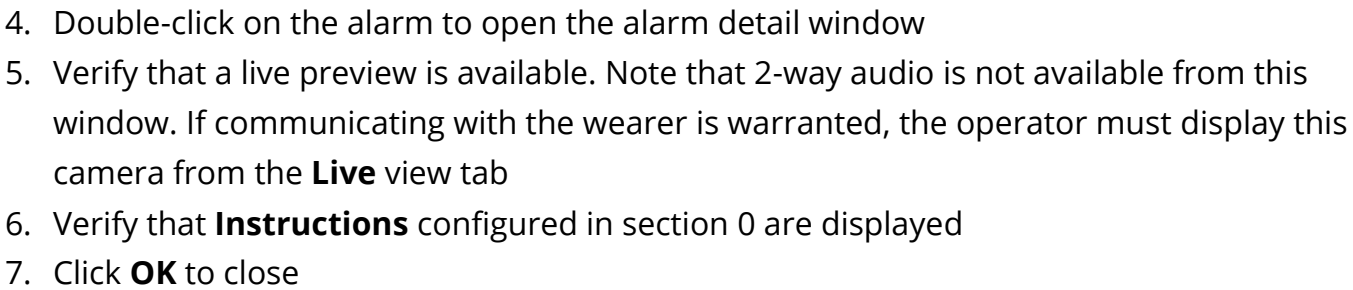 4. Double-click on the alarm to open the alarm detail window
5. Verify that a live preview is available. Note that 2-way audio is not available from this
window. If communicating with the wearer is warranted, the operator must display this
camera from the Live view tab
6. Verify that Instructions configured in section 0 are displayed
7. Click OK to close